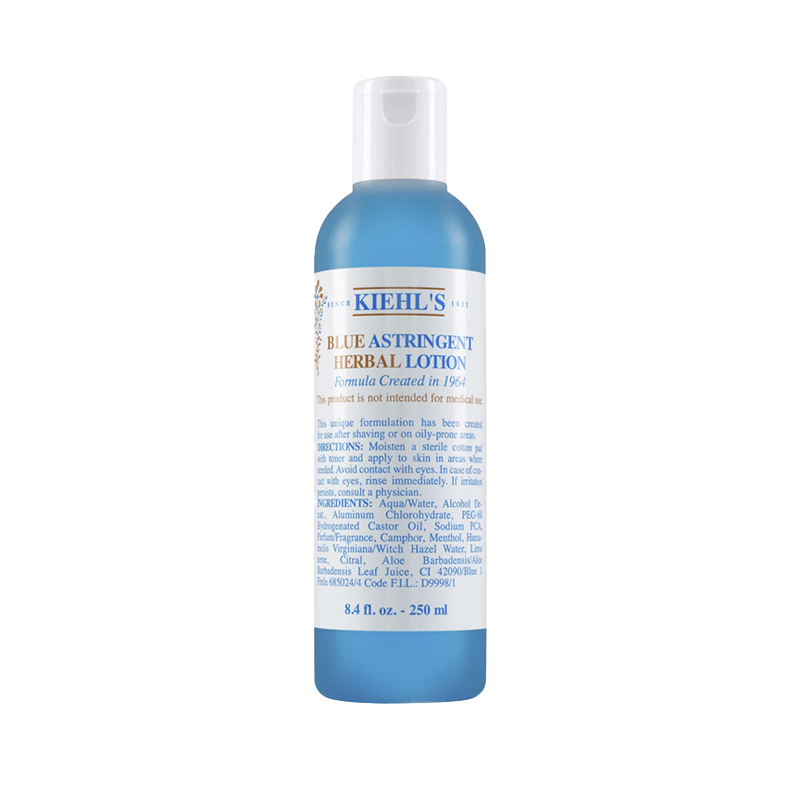 SINCE KIEHL'S 1851
BLUE ASTRINGENT
HERBAL LOTION
Formula Created in 1964
This product is not intended for medical use.
This unique formulation has been created
for use after shaving or on oily-prone areas.
DIRECTIONS: Moisten a sterile cotton pad
with toner and apply to skin in areas where
needed. Avoid contact with eyes. In case of con-
tact with eyes, rinse immediately. If irritation
persists, consult a physician.
INGREDIENTS: Aqua/Water, Alcohol De-
nat., Aluminum Chlorohydrate, PEG-60
Hydrogenated Castor Oil, Sodium PCA,
Parfum/Fragrance, Camphor, Menthol, Hama-
melis Virginiana/Witch Hazel Water, Limo-
nene, Citral, Aloe Barbadensis/Aloe
Barbadensis Leaf Juice, CI 42090/Blue 1
Fmla 685024/4 Code F.I.L.: D9998/1
8.4 fl. oz. - 250 ml